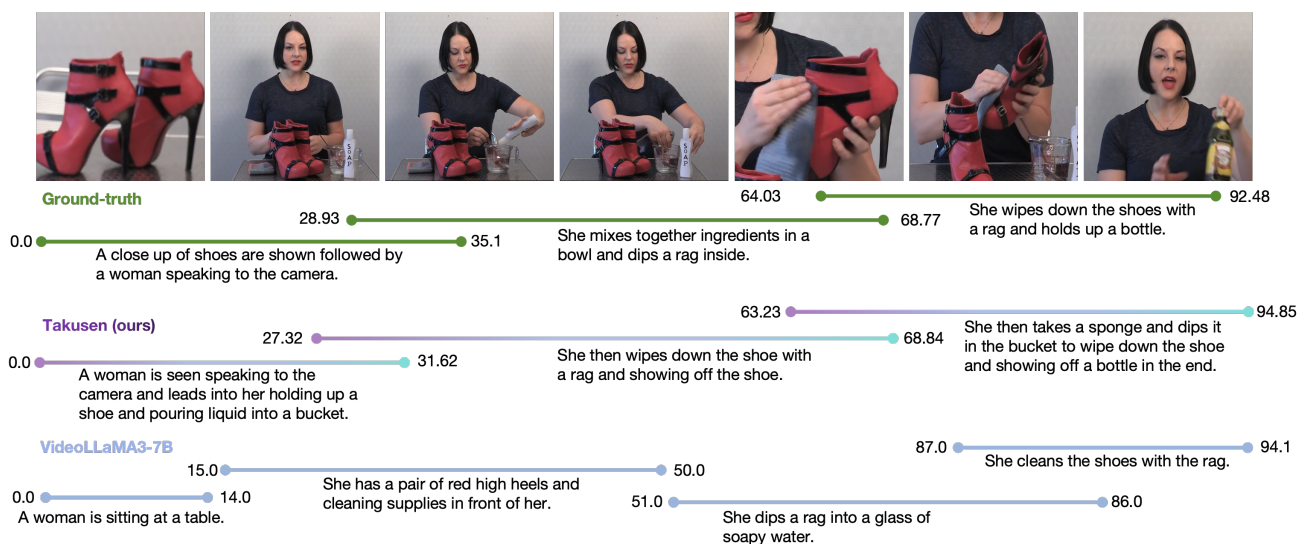 SOAP
SOAP
SOAP
Ground-truth
64.03
92.48
She wipes down the shoes with
a rag and holds up a bottle.
28.93
68.77
She mixes together ingredients in a
bowl and dips a rag inside.
0.0
35.1
A close up of shoes are shown followed by
a woman speaking to the camera.
Takusen (ours)
63.23
94.85
She then takes a sponge and dips it
in the bucket to wipe down the shoe
and showing off a bottle in the end.
27.32
68.84
She then wipes down the shoe with
a rag and showing off the shoe.
0.0
31.62
A woman is seen speaking to the
camera and leads into her holding up a
shoe and pouring liquid into a bucket.
VideoLLaMA3-7B
87.0
94.1
She cleans the shoes with the rag.
15.0
50.0
She has a pair of red high heels and
cleaning supplies in front of her.
0.0
14.0
A woman is sitting at a table.
51.0
86.0
She dips a rag into a glass of
soapy water.